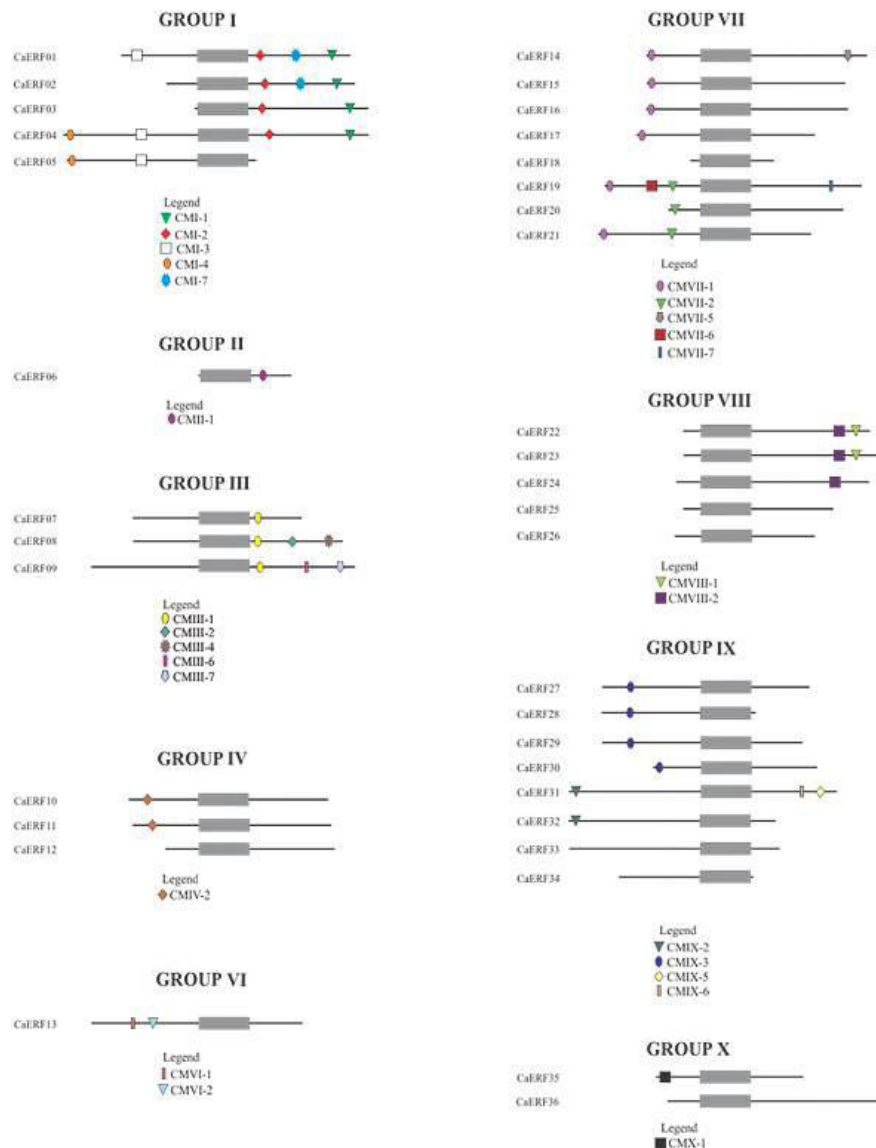 GROUP I
CaERF01
CaERF02
CaERF03
CaERF04
CaERF05
Legend
CMI-1
CMI-2
CMI-3
CMI-4
CMI-7
GROUP II
CaERF06
Legend
CMII-1
GROUP III
CaERF07
CaERF08
CaERF09
Legend
CMIII-1
CMIII-2
CMIII-4
CMIII-6
CMIII-7
GROUP IV
CaERF10
CaERF11
CaERF12
Legend
CMIV-2
GROUP VI
CaERF13
Legend
CMVI-1
CMVI-2
GROUP VII
CaERF14
CaERF15
CaERF16
CaERF17
CaERF18
CaERF19
CaERF20
CaERF21
Legend
CMVII-1
CMVII-2
CMVII-5
CMVII-6
CMVII-7
GROUP VIII
CaERF22
CaERF23
CaERF24
CaERF25
CaERF26
Legend
CMVIII-1
CMVIII-2
GROUP IX
CaERF27
CaERF28
CaERF29
CaERF30
CaERF31
CaERF32
CaERF33
CaERF34
Legend
CMIX-2
CMIX-3
CMIX-5
CMIX-6
GROUP X
CaERF35
CaERF36
Legend
CMX-1